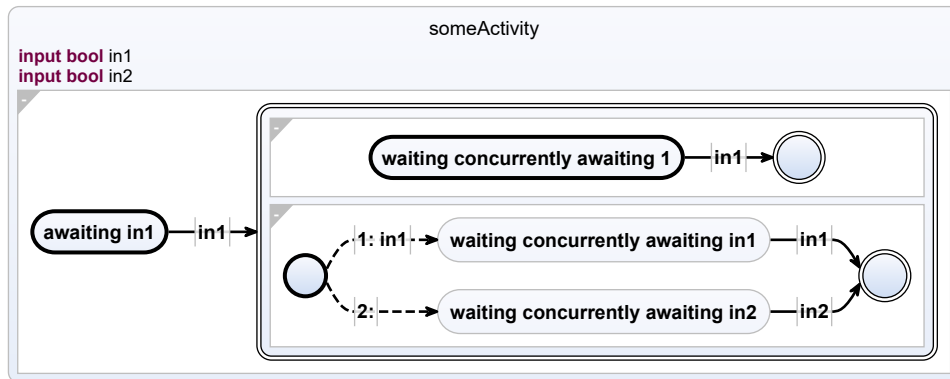 someActivity
input bool in1
input bool in2
-
-
waiting concurrently awaiting 1
in1
awaiting in1
in1
-
1: in1
waiting concurrently awaiting in1
in1
2:
waiting concurrently awaiting in2
in2